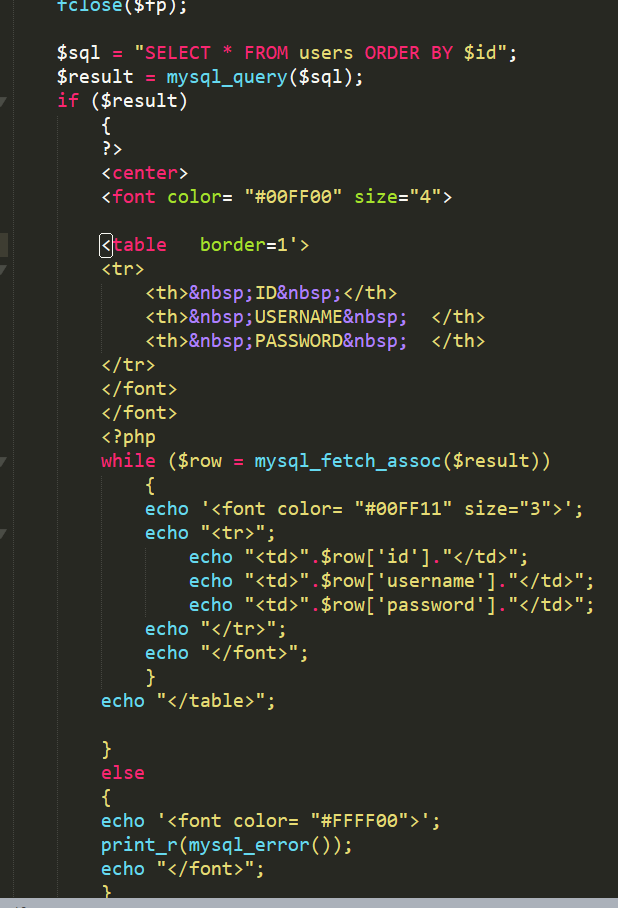 fclose($fp);
$sql = "SELECT * FROM users ORDER BY $id";
$result = mysql_query($sql);
if ($result)
{
?>
<center>
<font color= "#00FF00" size="4">
<table   border=1'>
<tr>
<th>&nbsp;ID&nbsp;</th>
<th>&nbsp;USERNAME&nbsp;  </th>
<th>&nbsp;PASSWORD&nbsp;  </th>
</tr>
</font>
</font>
<?php
while ($row = mysql_fetch_assoc($result))
{
echo '<font color= "#00FF11" size="3">';
echo "<tr>";
echo "<td>".$row['id']."</td>";
echo "<td>".$row['username']."</td>";
echo "<td>".$row['password']."</td>";
echo "</tr>";
echo "</font>";
}
echo "</table>";
}
else
{
echo '<font color= "#FFFF00">';
print_r(mysql_error());
echo "</font>";
}